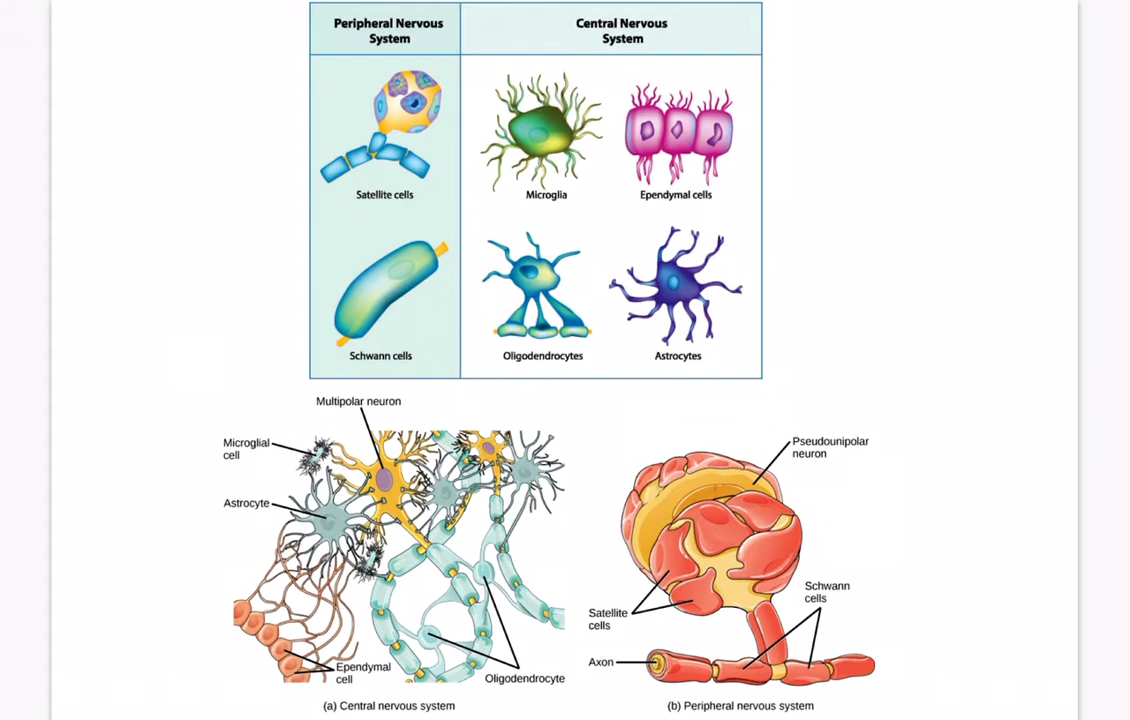 Peripheral Nervous
System
Central Nervous
System
Satellite cells
Microglia
Ependymal cells
Schwann cells
Oligodendrocytes
Astrocytes
Multipolar neuron
Microglial
cell
Astrocyte
Ependymal
cell
Oligodendrocyte
(a) Central nervous system
Pseudounipolar
neuron
Schwann
cells
Satellite
cells
Axon
(b) Peripheral nervous system